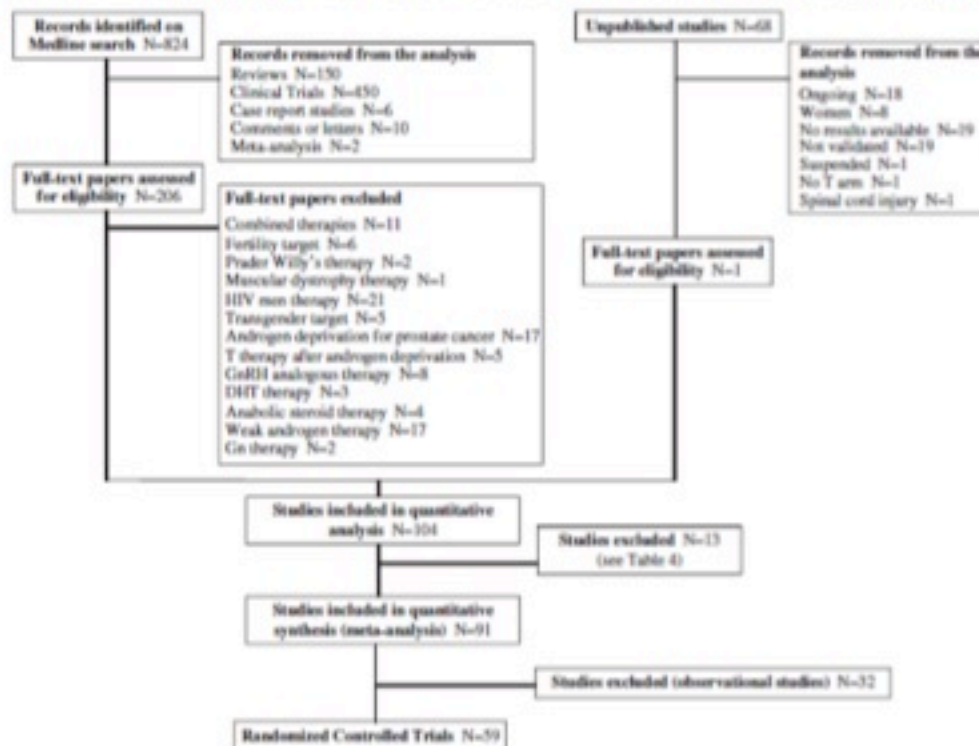 Records identified on
Medline search N=824
Records removed from the analysis
Reviews N=150
Clinical Trials N=450
Case report studies N=6
Comments or letters N=10
Meta-analysis N=2
Full-text papers assessed
for eligibility N=206
Full-text papers excluded
Combined therapies N=11
Fertility target N=6
Prader Willy's therapy N=2
Muscular dystrophy therapy N=1
HIV men therapy N=21
Transgender target N=5
Androgen deprivation for prostate cancer N=17
T therapy after androgen deprivation N=5
GnRH analogous therapy N=8
DHT therapy N=3
Anabolic steroid therapy N=4
Weak androgen therapy N=17
Gn therapy N=2
Unpublished studies N=68
Records removed from the
analysis
Ongoing N=18
Women N=8
No results available N=19
Not validated N=19
Suspended N=1
No T arm N=1
Spinal cord injury N=1
Full-text papers assessed
for eligibility N=1
Studies included in quantitative
analysis N=104
Studies excluded N=13
(see Table 4)
Studies included in quantitative
synthesis (meta-analysis) N=91
Studies excluded (observational studies) N=32
Randomized Controlled Trials N=59